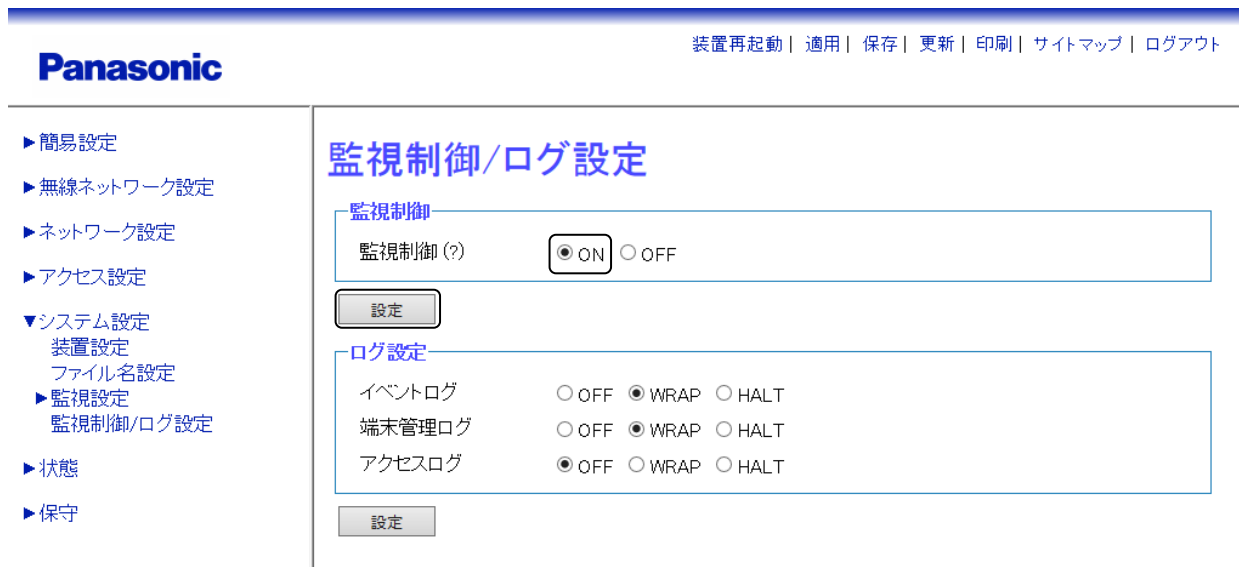 装置再起動| 適用| 保存| 更新| 印刷| サイトマップ| ログアウト
Panasonic
▶簡易設定
▶無線ネットワーク設定
▶ネットワーク設定
▶アクセス設定
▼システム設定
装置設定
ファイル名設定
▶監視設定
監視制御/ログ設定
▶状態
▶保守
監視制御/ログ設定
監視制御
監視制御(?) ON OFF
設定
ログ設定
イベントログ OFF WRAP HALT
端末管理ログ OFF WRAP HALT
アクセスログ OFF WRAP HALT
設定